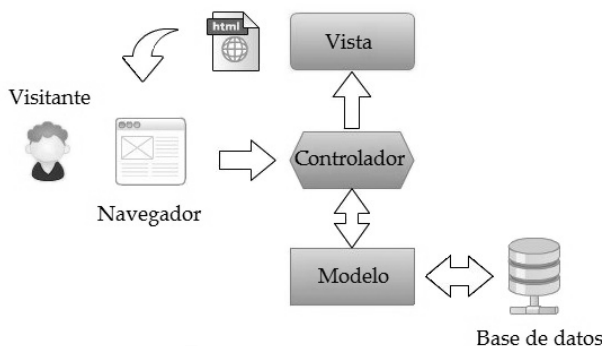 html
Vista
Visitante
Controlador
Navegador
Modelo
Base de datos